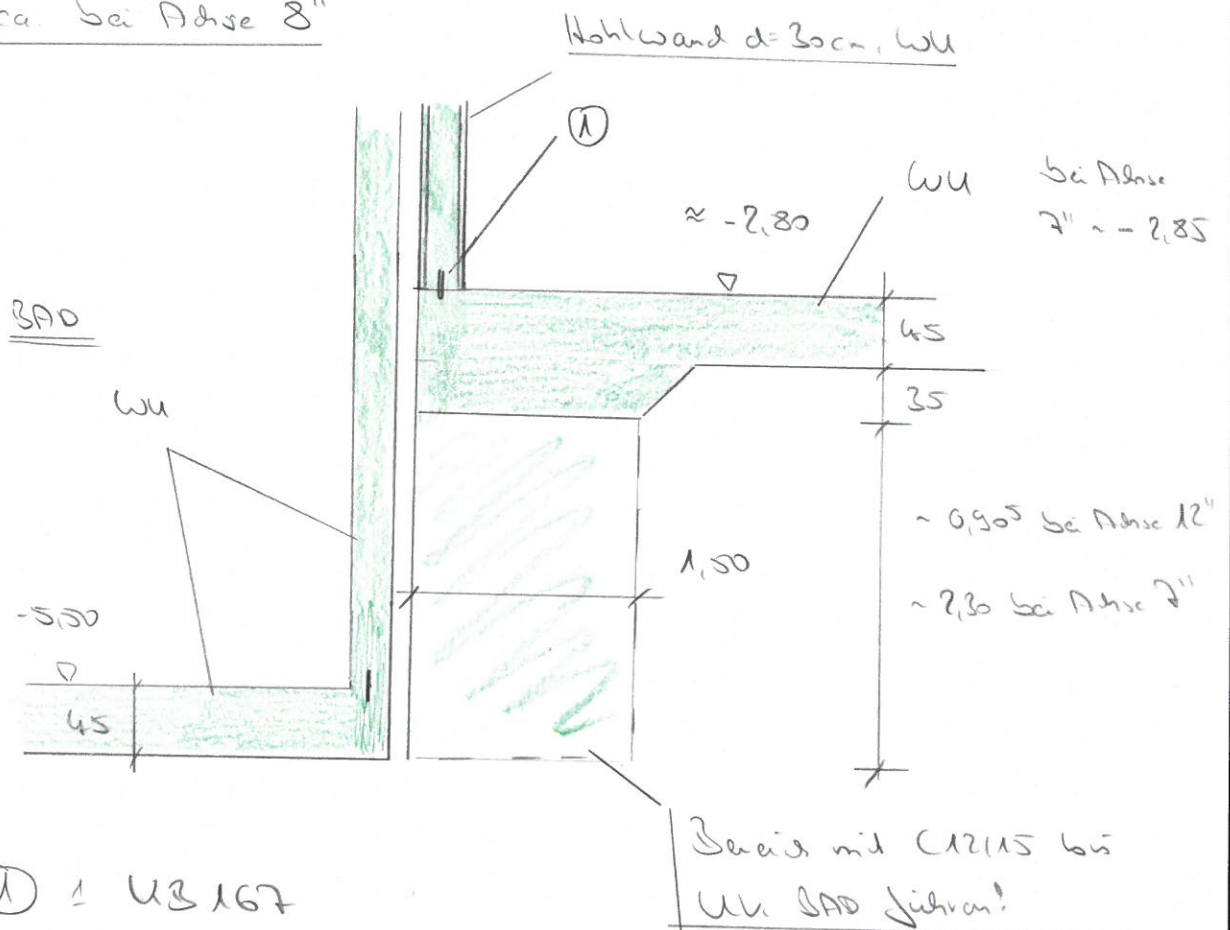 ca. bei Achse 8"
Hohlwand d=30cm, WU
1
WU
bei Achse
7" ~ - 2,85
≈ -2,80
BAD
45
35
WU
~ 0,90⁵ bei Achse 12"
1,50
~ 2,30 bei Achse 7"
-5,50
45
Bereich mit C12/15 bis
UK. BAD führen!
1 ≙ KB 167